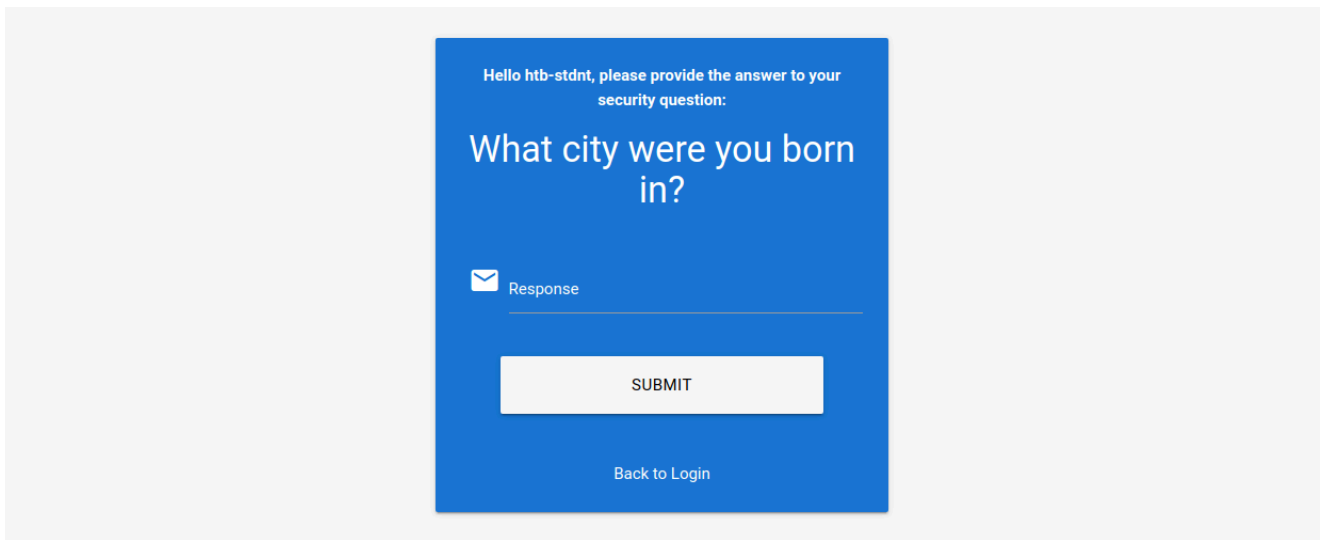 Hello htb-stdnt, please provide the answer to your
security question:
What city were you born
in?
Response
SUBMIT
Back to Login